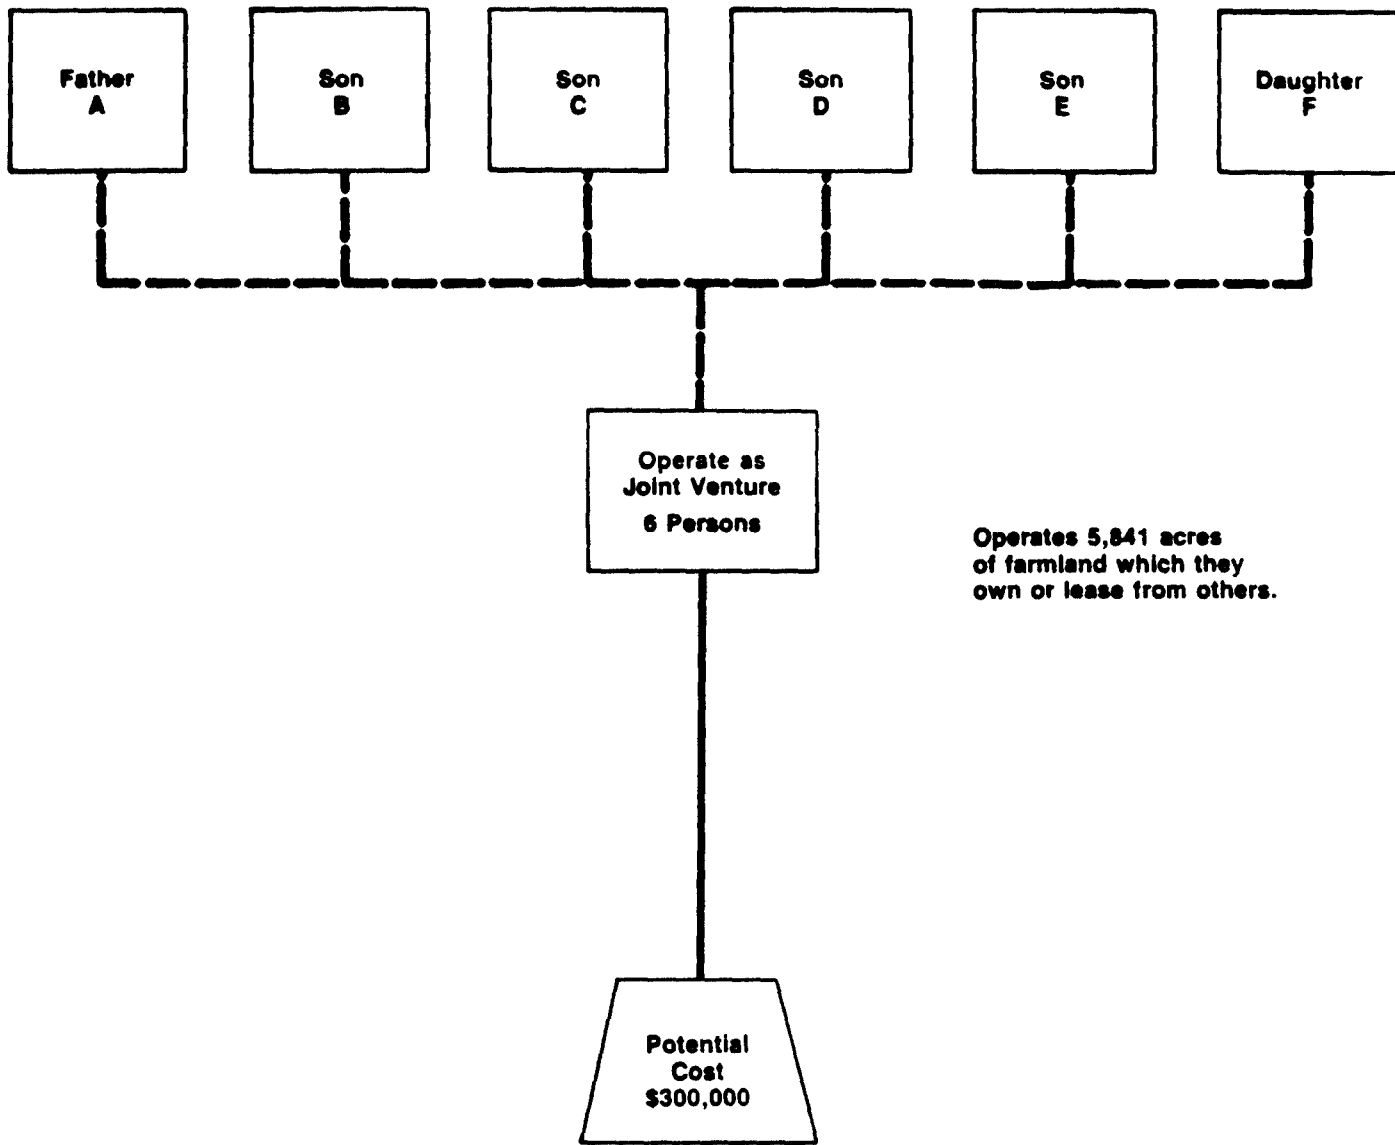 Father
A
Son
B
Son
C
Son
D
Son
E
Daughter
F
Operate as
Joint Venture
6 Persons
Operates 5,841 acres
of farmland which they
own or lease from others.
Potential
Cost
$300,000